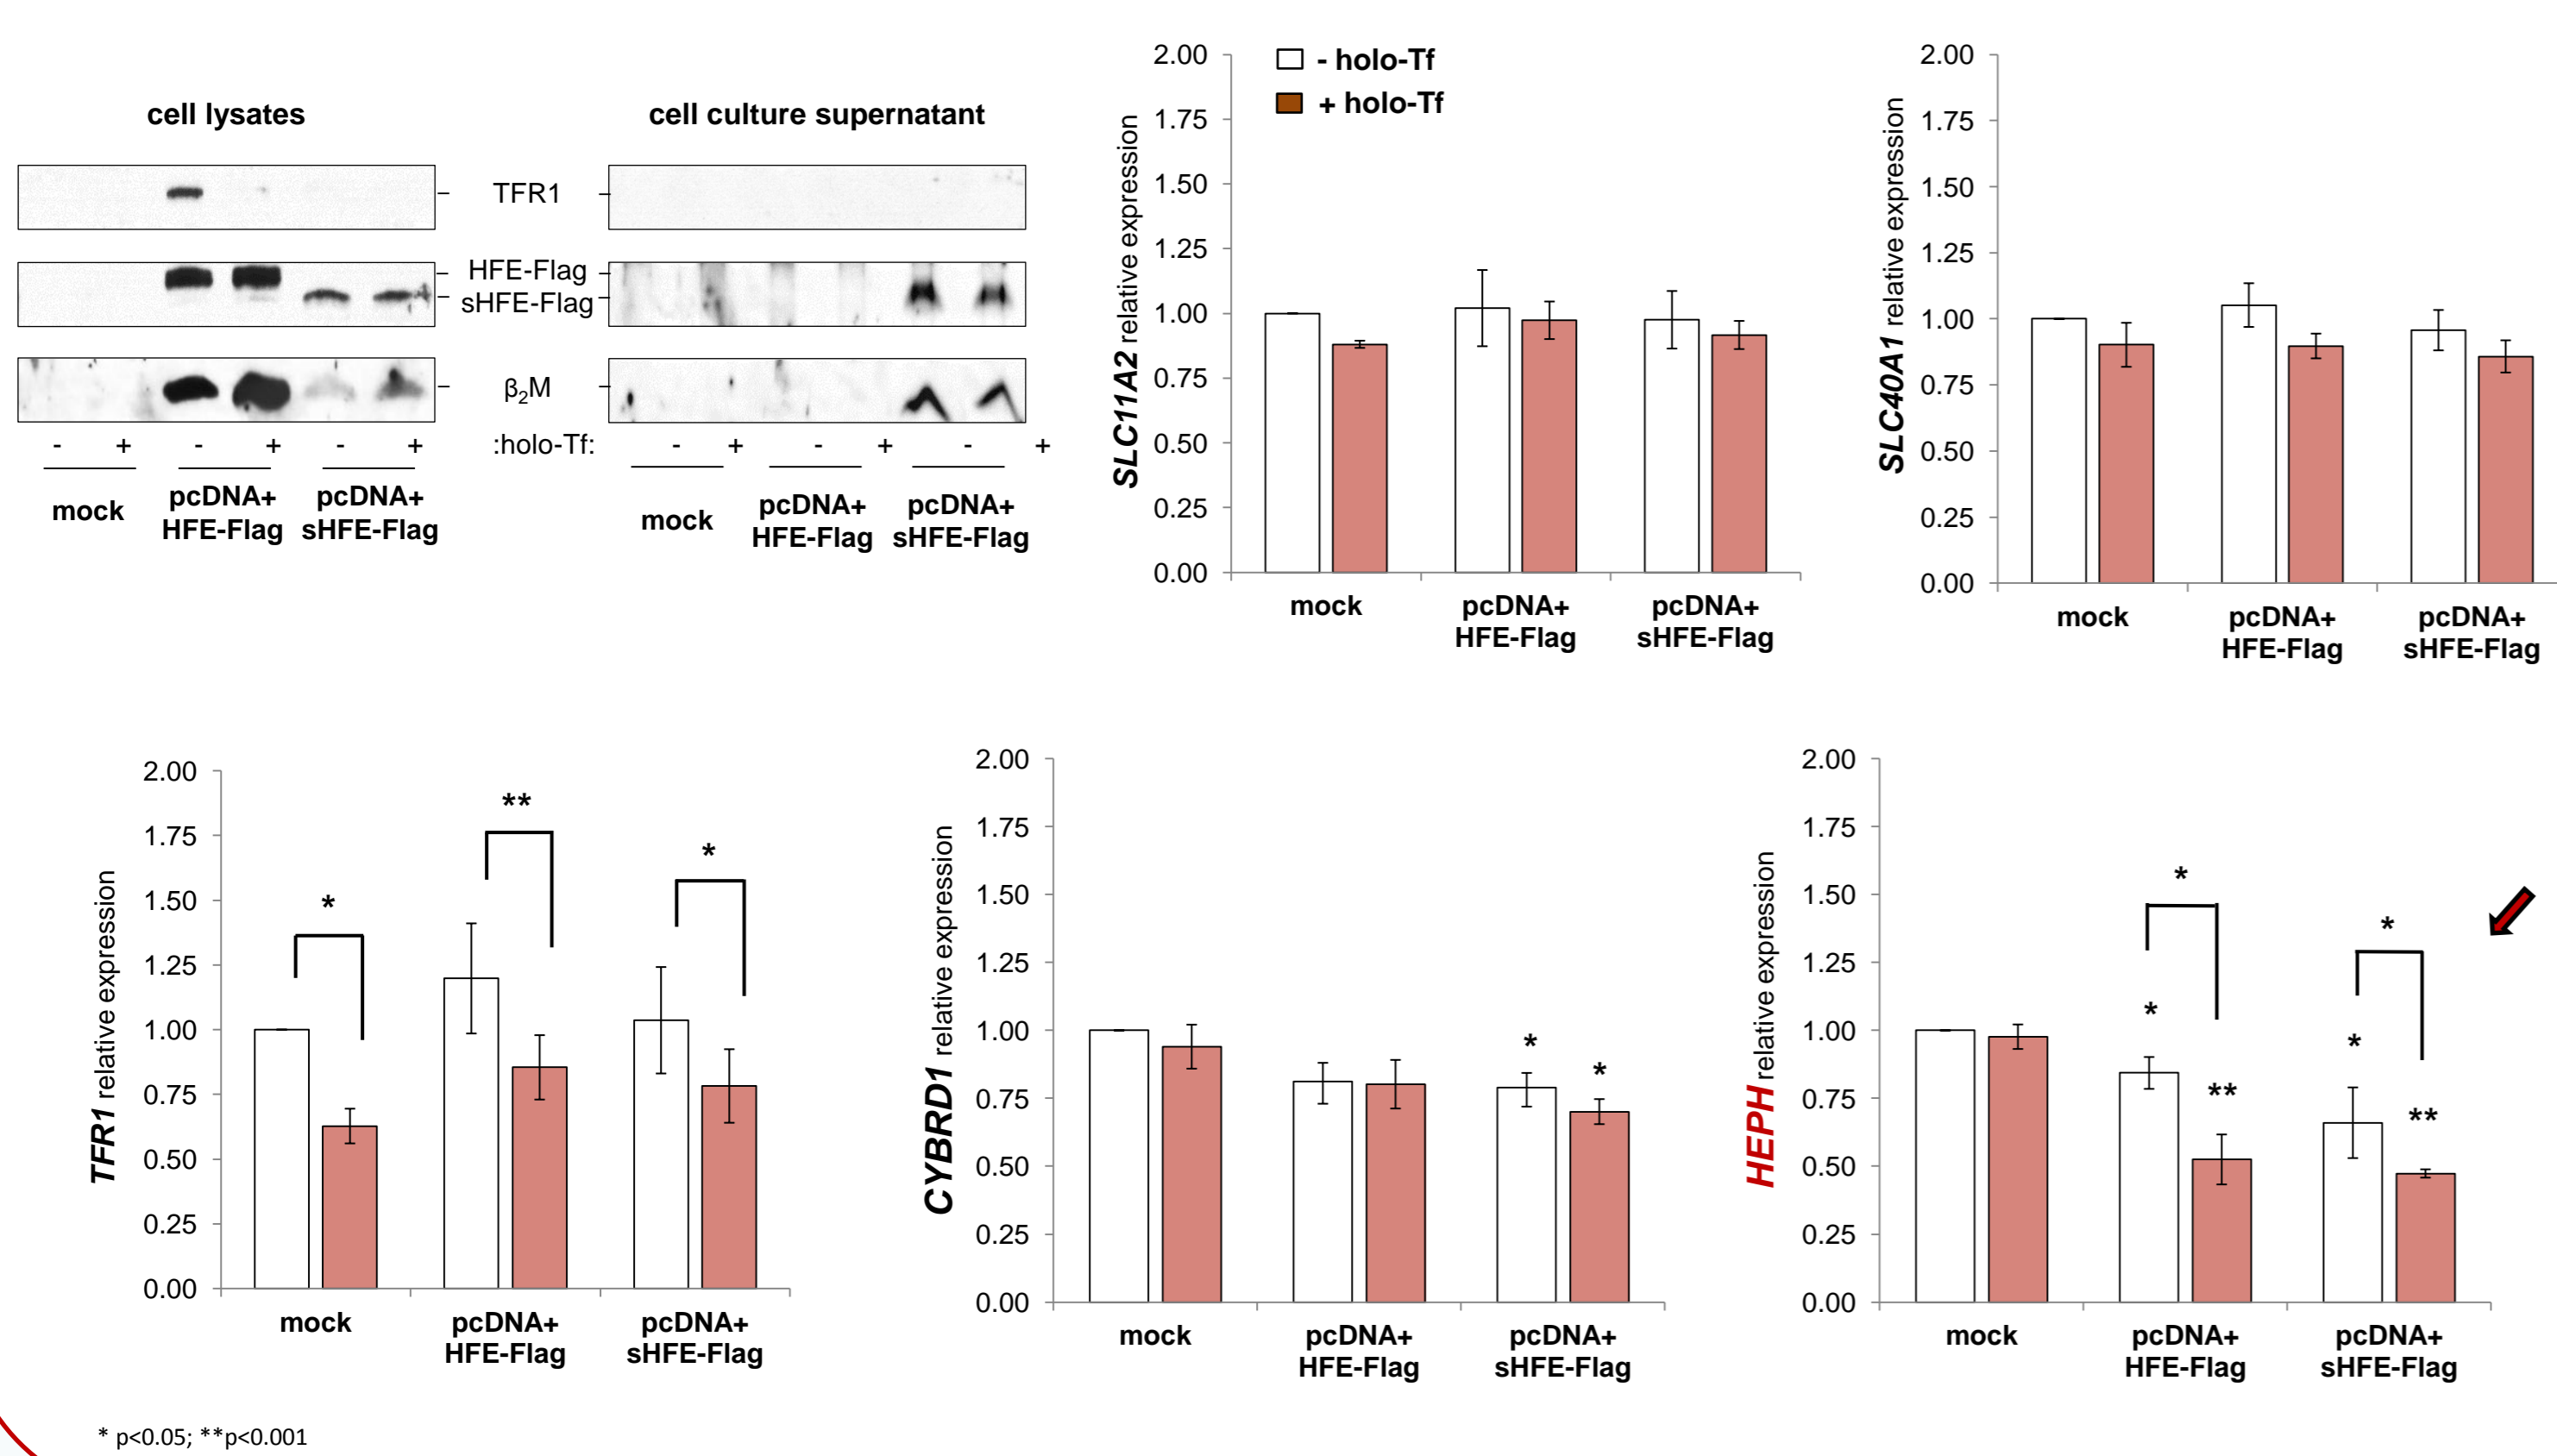 cell lysates
cell culture supernatant
TFR1
HFE-Flag
sHFE-Flag
β₂M
- + - + - + :holo-Tf: - + - + - +
mock
pcDNA+
HFE-Flag
pcDNA+
sHFE-Flag
mock
pcDNA+
HFE-Flag
pcDNA+
sHFE-Flag
- holo-Tf
+ holo-Tf
SLC11A2 relative expression
2.00
1.75
1.50
1.25
1.00
0.75
0.50
0.25
0.00
mock
pcDNA+
HFE-Flag
pcDNA+
sHFE-Flag
SLC40A1 relative expression
2.00
1.75
1.50
1.25
1.00
0.75
0.50
0.25
0.00
mock
pcDNA+
HFE-Flag
pcDNA+
sHFE-Flag
TFR1 relative expression
2.00
1.75
1.50
1.25
1.00
0.75
0.50
0.25
0.00
*
**
*
mock
pcDNA+
HFE-Flag
pcDNA+
sHFE-Flag
CYBRD1 relative expression
2.00
1.75
1.50
1.25
1.00
0.75
0.50
0.25
0.00
*
*
mock
pcDNA+
HFE-Flag
pcDNA+
sHFE-Flag
HEPH relative expression
2.00
1.75
1.50
1.25
1.00
0.75
0.50
0.25
0.00
*
*
*
*
**
**
mock
pcDNA+
HFE-Flag
pcDNA+
sHFE-Flag
* p<0.05; **p<0.001